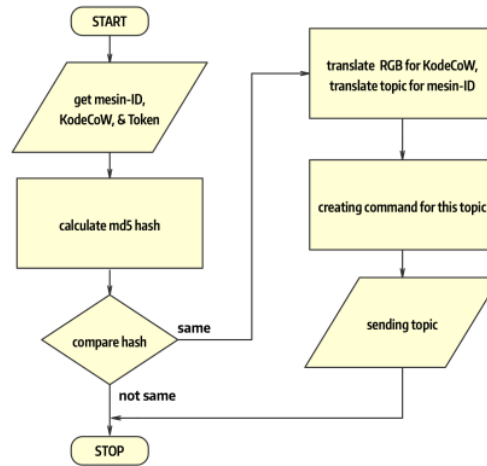 START
get mesin-ID,
KodeCoW, & Token
calculate md5 hash
compare hash
same
not same
STOP
translate RGB for KodeCoW,
translate topic for mesin-ID
creating command for this topic
sending topic